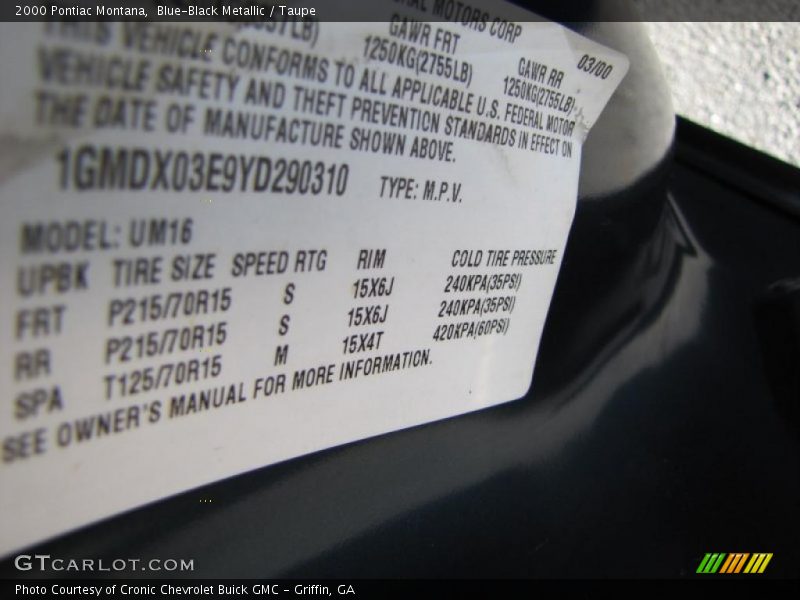 2000 Pontiac Montana, Blue-Black Metallic / Taupe
MOTORS CORP
03/00
GAWR FRT
GAWR RR
1250KG(2755LB)
1250KG(2755LB)
THIS VEHICLE CONFORMS TO ALL APPLICABLE U.S. FEDERAL MOTOR
VEHICLE SAFETY AND THEFT PREVENTION STANDARDS IN EFFECT ON
THE DATE OF MANUFACTURE SHOWN ABOVE.
1GMDX03E9YD290310 TYPE: M.P.V.
MODEL: UM16
UPBK TIRE SIZE SPEED RTG RIM COLD TIRE PRESSURE
FRT P215/70R15 S 15X6J 240KPA(35PSI)
RR P215/70R15 S 15X6J 240KPA(35PSI)
SPA T125/70R15 M 15X4T 420KPA(60PSI)
SEE OWNER'S MANUAL FOR MORE INFORMATION.
GTCARLOT.COM
Photo Courtesy of Cronic Chevrolet Buick GMC - Griffin, GA